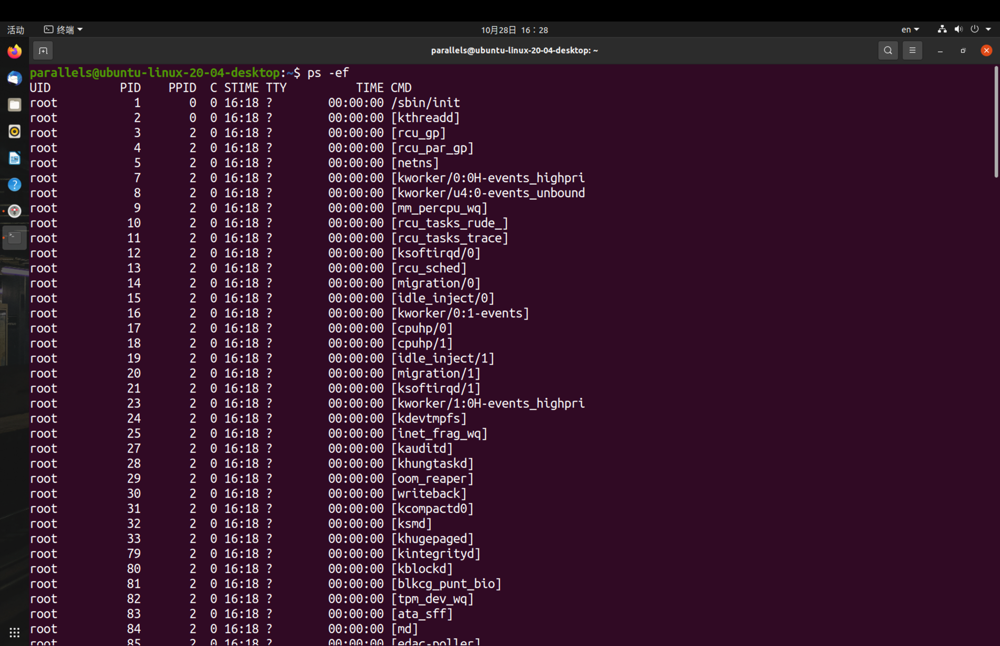 活动 终端 10月28日 16：28 en
parallels@ubuntu-linux-20-04-desktop: ~
parallels@ubuntu-linux-20-04-desktop:~$ ps -ef
UID PID PPID C STIME TTY TIME CMD
root 1 0 0 16:18 ? 00:00:00 /sbin/init
root 2 0 0 16:18 ? 00:00:00 [kthreadd]
root 3 2 0 16:18 ? 00:00:00 [rcu_gp]
root 4 2 0 16:18 ? 00:00:00 [rcu_par_gp]
root 5 2 0 16:18 ? 00:00:00 [netns]
root 7 2 0 16:18 ? 00:00:00 [kworker/0:0H-events_highpri
root 8 2 0 16:18 ? 00:00:00 [kworker/u4:0-events_unbound
root 9 2 0 16:18 ? 00:00:00 [mm_percpu_wq]
root 10 2 0 16:18 ? 00:00:00 [rcu_tasks_rude_]
root 11 2 0 16:18 ? 00:00:00 [rcu_tasks_trace]
root 12 2 0 16:18 ? 00:00:00 [ksoftirqd/0]
root 13 2 0 16:18 ? 00:00:00 [rcu_sched]
root 14 2 0 16:18 ? 00:00:00 [migration/0]
root 15 2 0 16:18 ? 00:00:00 [idle_inject/0]
root 16 2 0 16:18 ? 00:00:00 [kworker/0:1-events]
root 17 2 0 16:18 ? 00:00:00 [cpuhp/0]
root 18 2 0 16:18 ? 00:00:00 [cpuhp/1]
root 19 2 0 16:18 ? 00:00:00 [idle_inject/1]
root 20 2 0 16:18 ? 00:00:00 [migration/1]
root 21 2 0 16:18 ? 00:00:00 [ksoftirqd/1]
root 23 2 0 16:18 ? 00:00:00 [kworker/1:0H-events_highpri
root 24 2 0 16:18 ? 00:00:00 [kdevtmpfs]
root 25 2 0 16:18 ? 00:00:00 [inet_frag_wq]
root 27 2 0 16:18 ? 00:00:00 [kauditd]
root 28 2 0 16:18 ? 00:00:00 [khungtaskd]
root 29 2 0 16:18 ? 00:00:00 [oom_reaper]
root 30 2 0 16:18 ? 00:00:00 [writeback]
root 31 2 0 16:18 ? 00:00:00 [kcompactd0]
root 32 2 0 16:18 ? 00:00:00 [ksmd]
root 33 2 0 16:18 ? 00:00:00 [khugepaged]
root 79 2 0 16:18 ? 00:00:00 [kintegrityd]
root 80 2 0 16:18 ? 00:00:00 [kblockd]
root 81 2 0 16:18 ? 00:00:00 [blkcg_punt_bio]
root 82 2 0 16:18 ? 00:00:00 [tpm_dev_wq]
root 83 2 0 16:18 ? 00:00:00 [ata_sff]
root 84 2 0 16:18 ? 00:00:00 [md]
root 85 2 0 16:18 ? 00:00:00 [edac-poller]